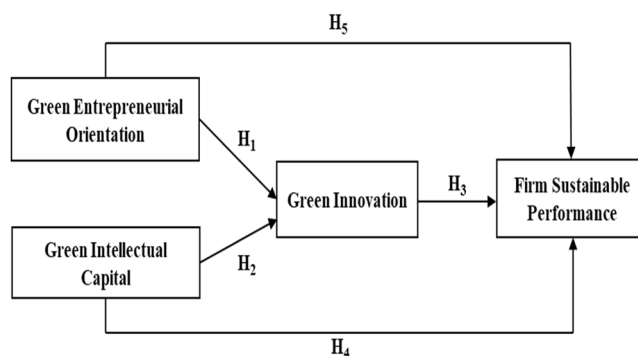 H5
Green Entrepreneurial
Orientation
H1
Green Innovation
H3
Firm Sustainable
Performance
Green Intellectual
Capital
H2
H4